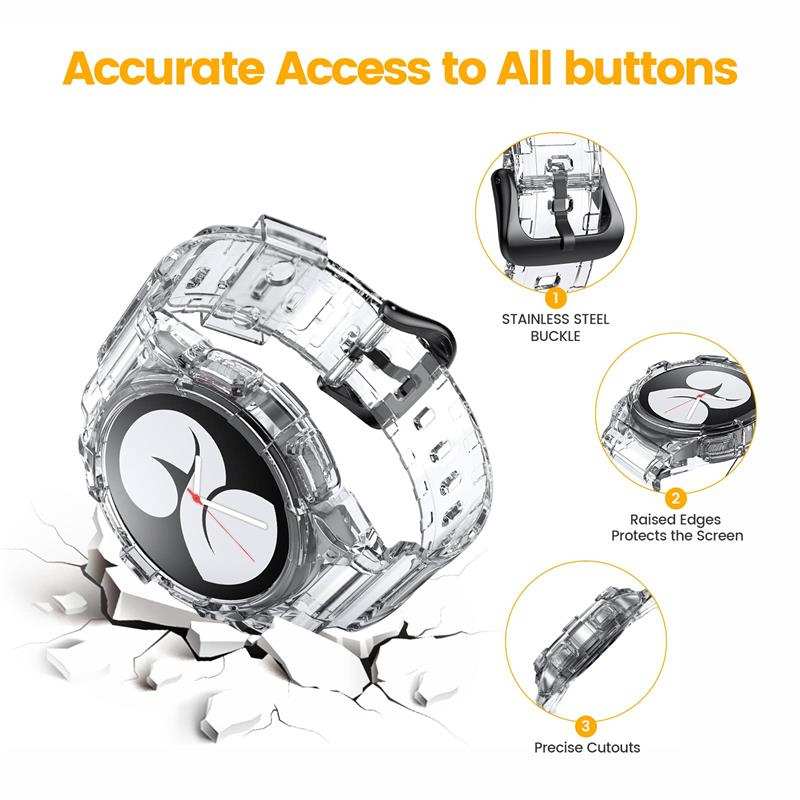 Accurate Access to All buttons
1
STAINLESS STEEL
BUCKLE
2
Raised Edges
Protects the Screen
3
Precise Cutouts